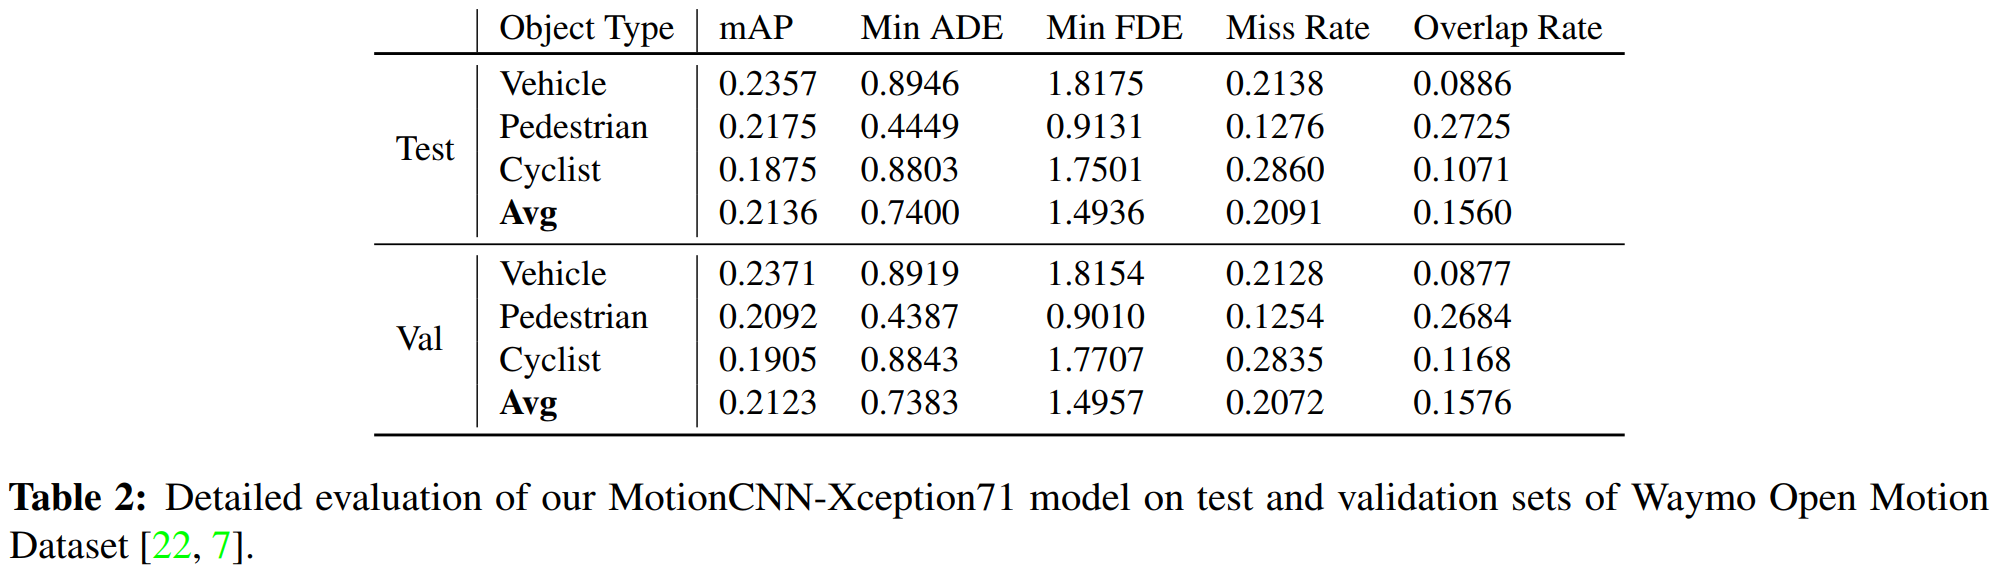 Object Type mAP Min ADE Min FDE Miss Rate Overlap Rate
Vehicle 0.2357 0.8946 1.8175 0.2138 0.0886
Pedestrian 0.2175 0.4449 0.9131 0.1276 0.2725
Test
Cyclist 0.1875 0.8803 1.7501 0.2860 0.1071
Avg 0.2136 0.7400 1.4936 0.2091 0.1560
Vehicle 0.2371 0.8919 1.8154 0.2128 0.0877
Pedestrian 0.2092 0.4387 0.9010 0.1254 0.2684
Val
Cyclist 0.1905 0.8843 1.7707 0.2835 0.1168
Avg 0.2123 0.7383 1.4957 0.2072 0.1576
Table 2: Detailed evaluation of our MotionCNN-Xception71 model on test and validation sets of Waymo Open Motion
Dataset [22, 7].